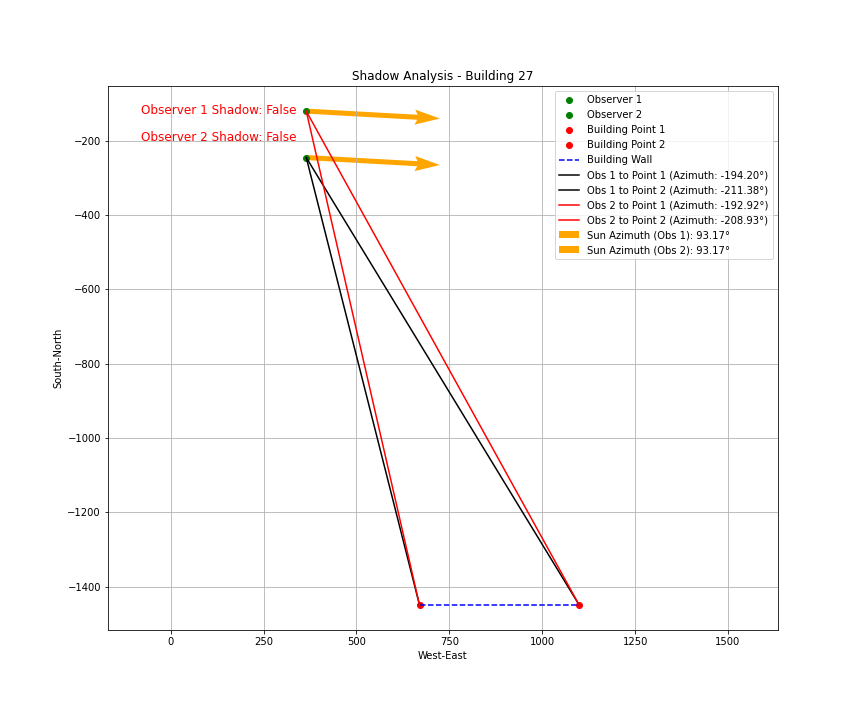 Shadow Analysis - Building 27
Observer 1 Shadow: False
Observer 2 Shadow: False
Observer 1
Observer 2
Building Point 1
Building Point 2
Building Wall
Obs 1 to Point 1 (Azimuth: -194.20°)
Obs 1 to Point 2 (Azimuth: -211.38°)
Obs 2 to Point 1 (Azimuth: -192.92°)
Obs 2 to Point 2 (Azimuth: -208.93°)
Sun Azimuth (Obs 1): 93.17°
Sun Azimuth (Obs 2): 93.17°
South-North
−200
−400
−600
−800
−1000
−1200
−1400
0 250 500 750 1000 1250 1500
West-East